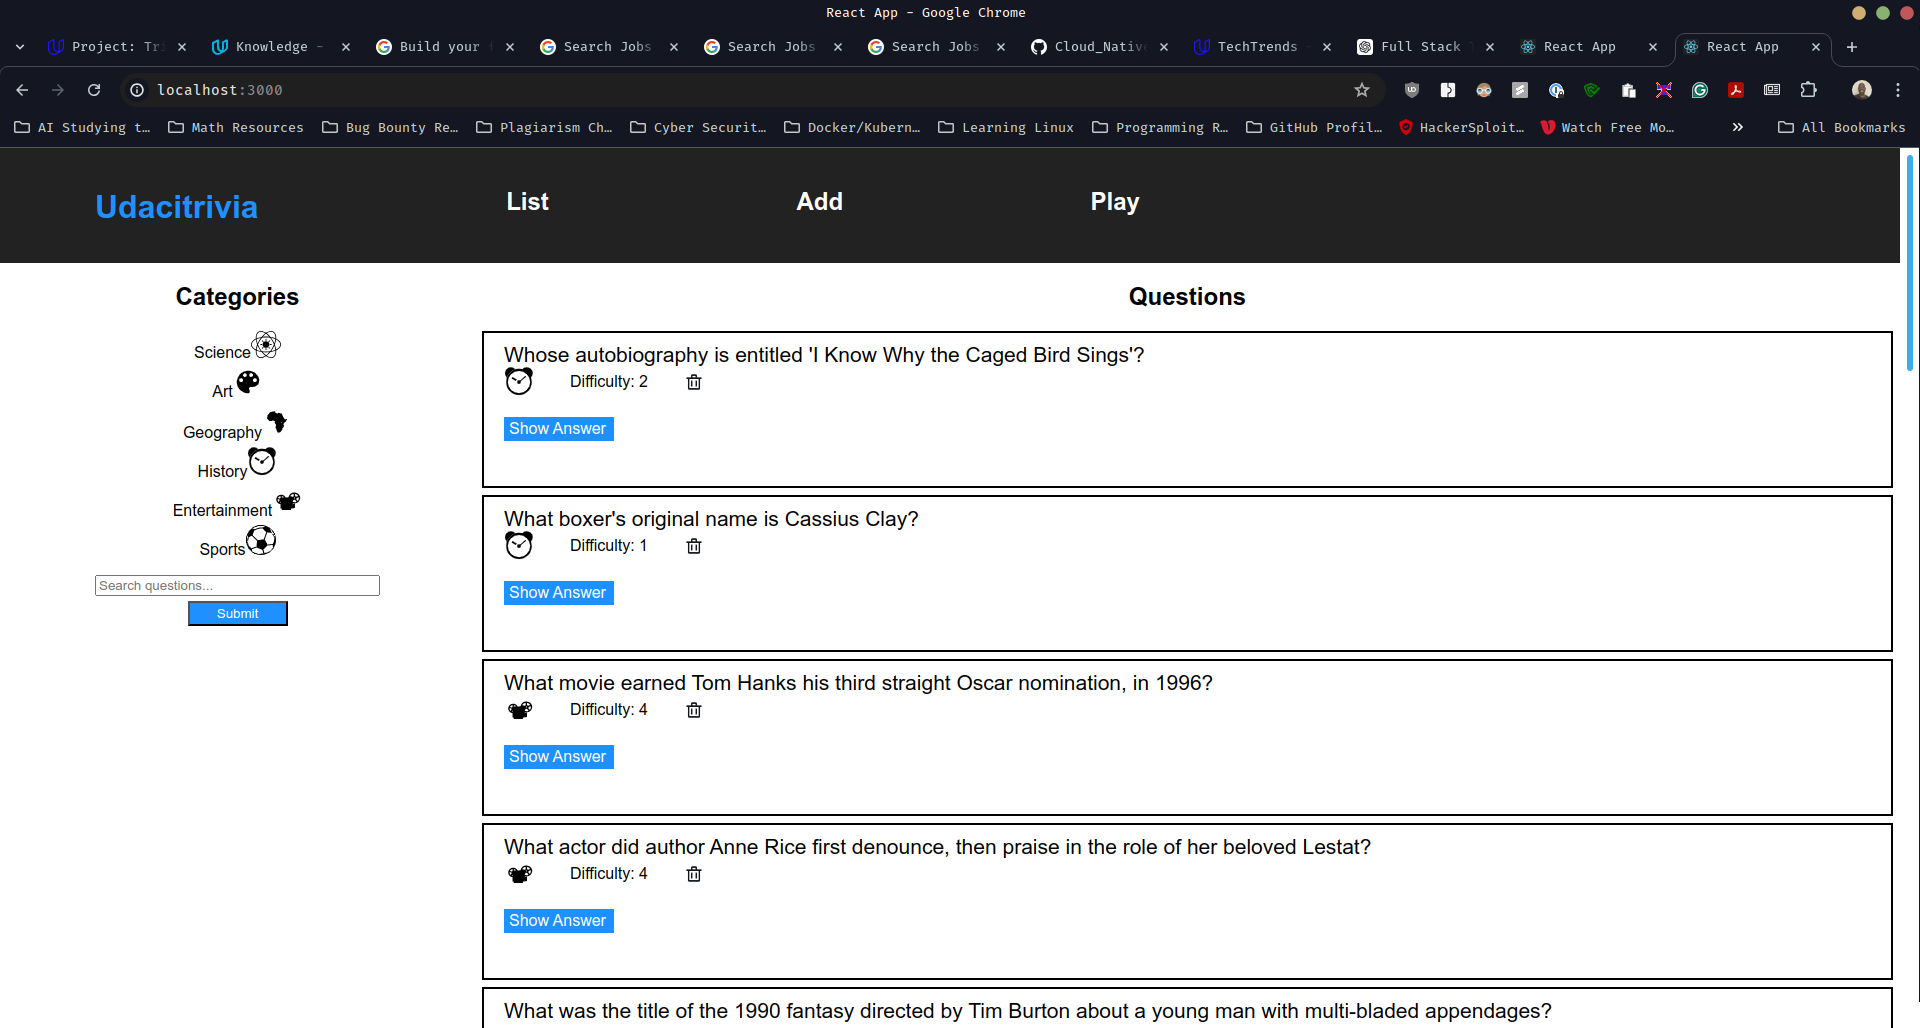 React App - Google Chrome
Project: Tri
Knowledge -
Build your
Search Jobs
Search Jobs
Search Jobs
Cloud_Nativ
TechTrends
Full Stack
React App
React App
localhost:3000
AI Studying t…
Math Resources
Bug Bounty Re…
Plagiarism Ch…
Cyber Securit…
Docker/Kubern…
Learning Linux
Programming R…
GitHub Profil…
HackerSploit…
Watch Free Mo…
All Bookmarks
Udacitrivia
List
Add
Play
Categories
Science
Art
Geography
History
Entertainment
Sports
Search questions...
Submit
Questions
Whose autobiography is entitled 'I Know Why the Caged Bird Sings'?
Difficulty: 2
Show Answer
What boxer's original name is Cassius Clay?
Difficulty: 1
Show Answer
What movie earned Tom Hanks his third straight Oscar nomination, in 1996?
Difficulty: 4
Show Answer
What actor did author Anne Rice first denounce, then praise in the role of her beloved Lestat?
Difficulty: 4
Show Answer
What was the title of the 1990 fantasy directed by Tim Burton about a young man with multi-bladed appendages?